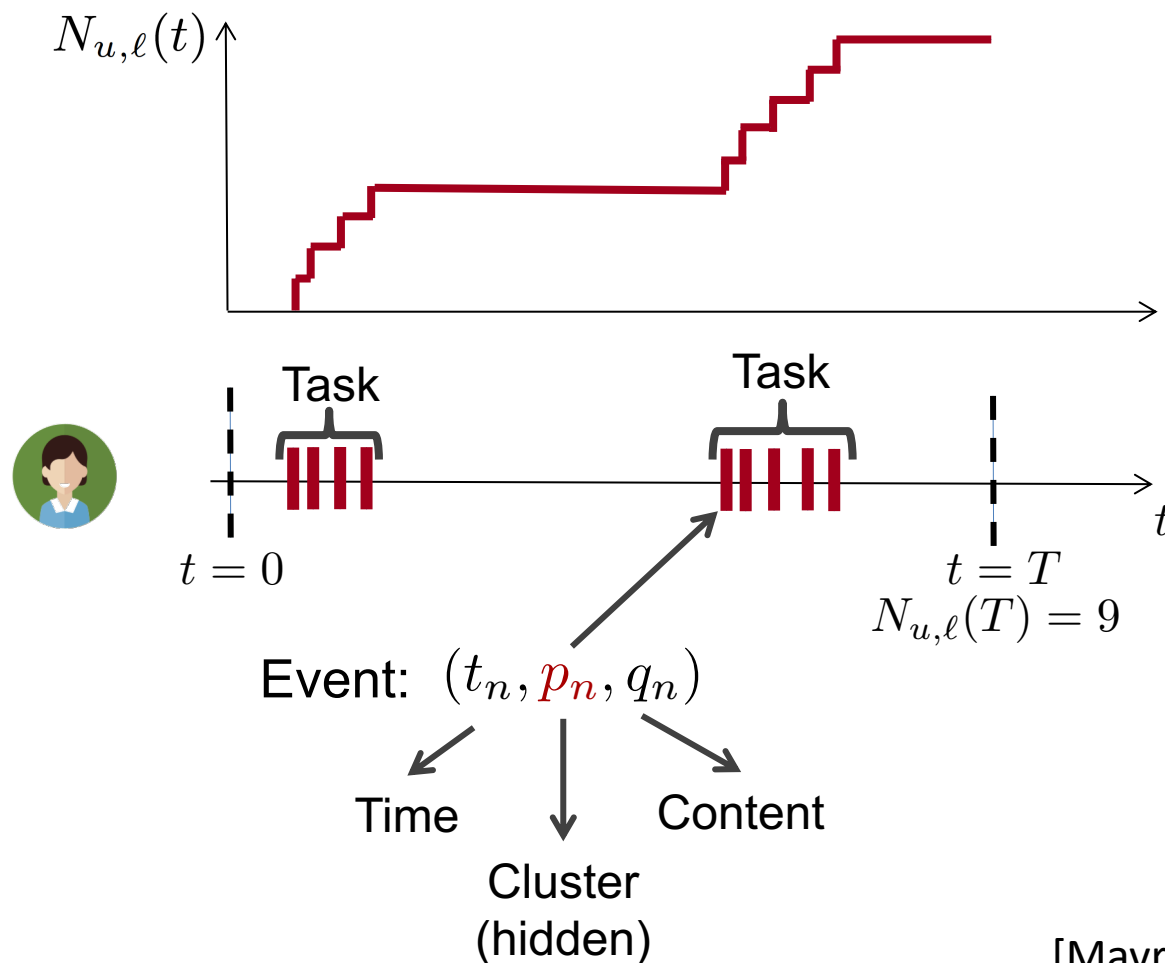 N_{u,ℓ}(t)
Task
Task
t
t = 0
t = T
N_{u,ℓ}(T) = 9
Event: (t_n, p_n, q_n)
Time
Content
Cluster
(hidden)